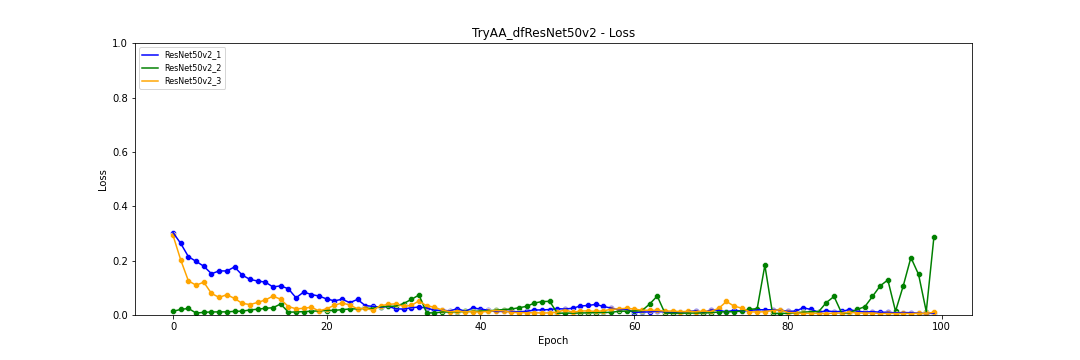 TryAA_dfResNet50v2 - Loss
1.0
0.8
0.6
0.4
0.2
0.0
Loss
ResNet50v2_1
ResNet50v2_2
ResNet50v2_3
0 20 40 60 80 100
Epoch